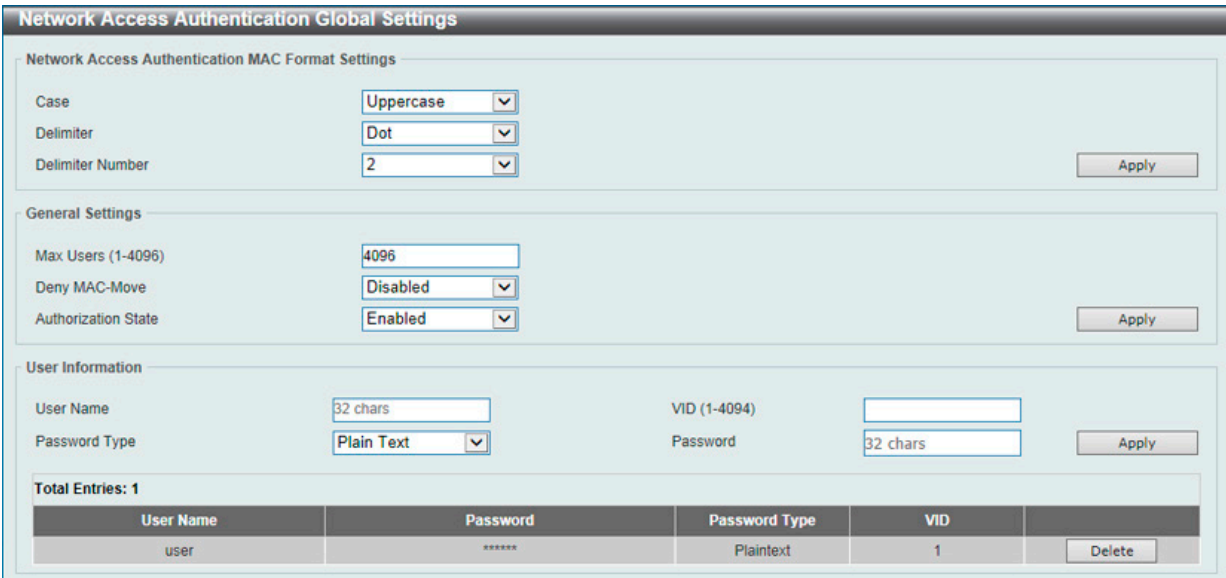 Network Access Authentication Global Settings
Network Access Authentication MAC Format Settings
Case Uppercase
Delimiter Dot
Delimiter Number 2 Apply
General Settings
Max Users (1-4096) 4096
Deny MAC-Move Disabled
Authorization State Enabled Apply
User Information
User Name 32 chars VID (1-4094)
Password Type Plain Text Password 32 chars Apply
Total Entries: 1
User Name Password Password Type VID
user ****** Plaintext 1 Delete